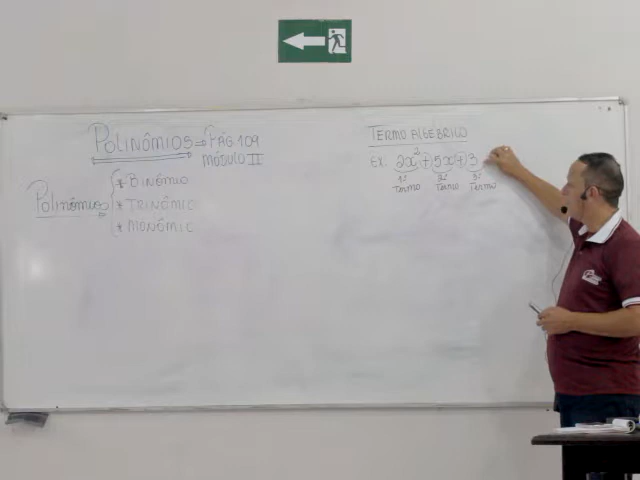 POLINÔMIOS ⇒ PÁG. 109
MÓDULO II
POLINÔMIOS
* BINÔMIO
* TRINÔMIO
* MONÔMIO
TERMO ALGÉBRICO
Ex: 2x² + 5x + 3
1º 2º 3º
Termo Termo Termo